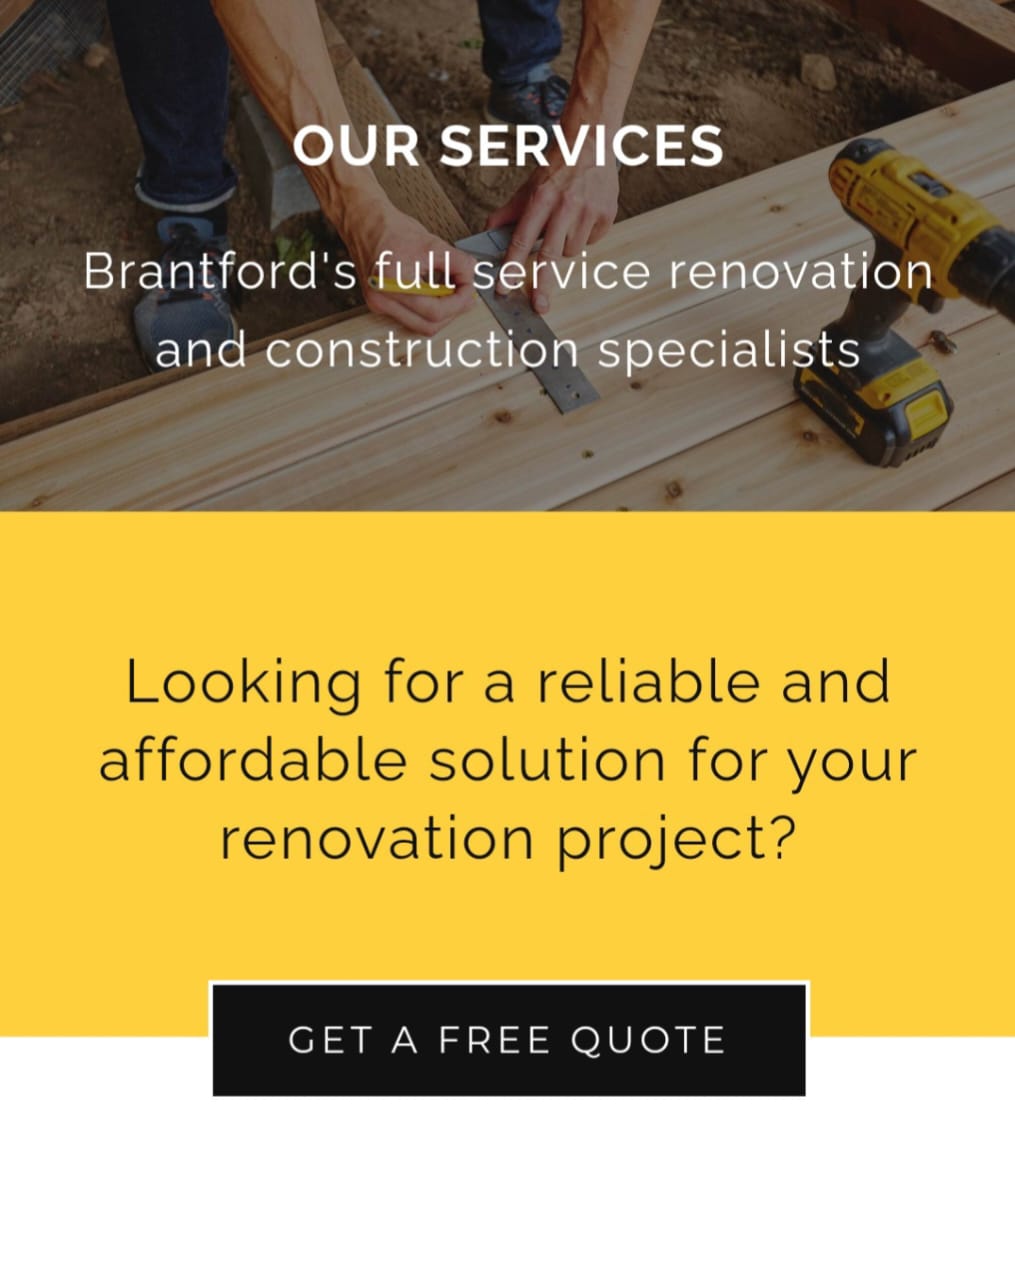 OUR SERVICES
Brantford's full service renovation
and construction specialists
Looking for a reliable and
affordable solution for your
renovation project?
GET A FREE QUOTE